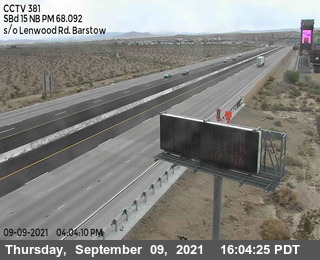 CCTV 381
SBd 15 NB PM 68.092
s/o Lenwood Rd. Barstow
09-09-2021 04:04:10 PM
Thursday, September 09, 2021 16:04:25 PDT